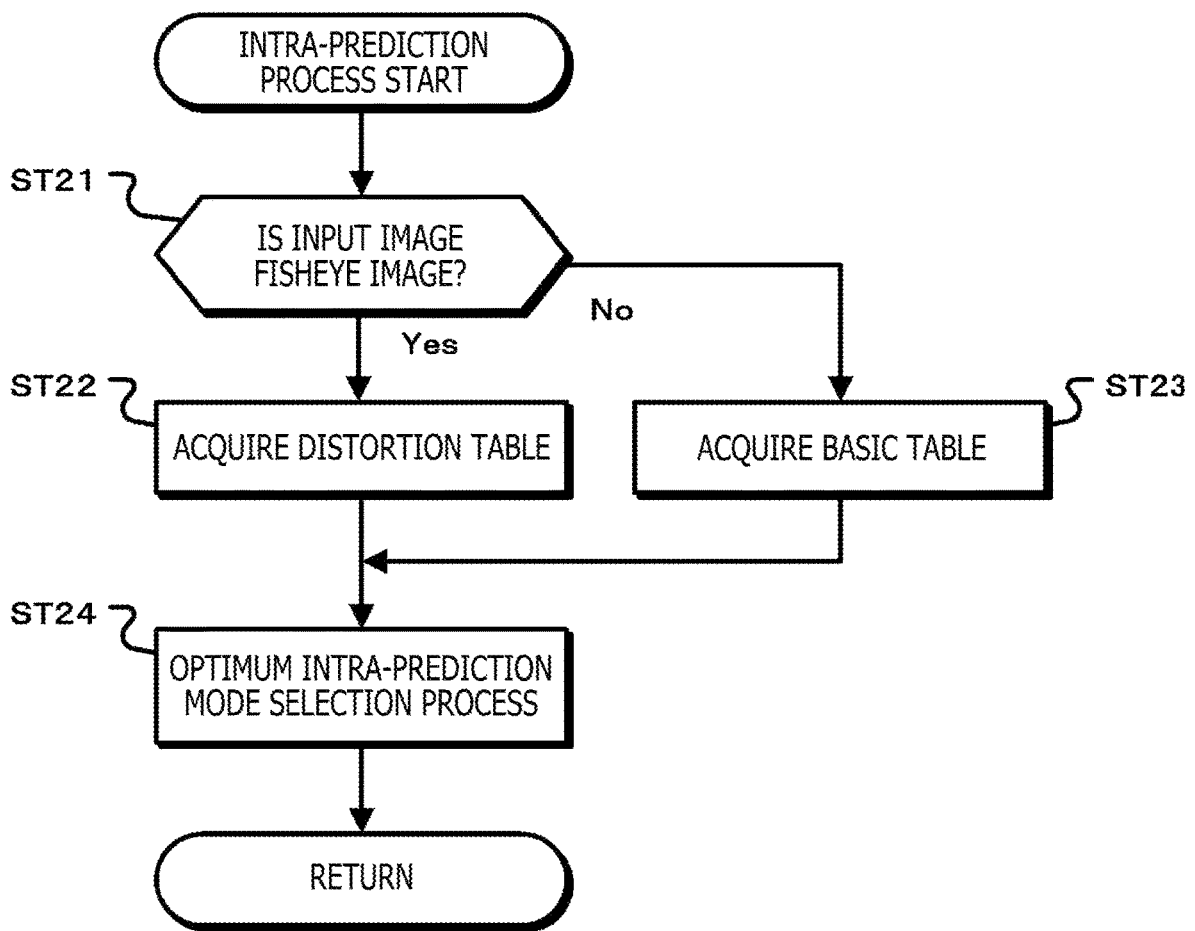 INTRA-PREDICTION
PROCESS START
ST21
IS INPUT IMAGE
FISHEYE IMAGE?
No
Yes
ST22
ST23
ACQUIRE DISTORTION TABLE
ACQUIRE BASIC TABLE
ST24
OPTIMUM INTRA-PREDICTION
MODE SELECTION PROCESS
RETURN